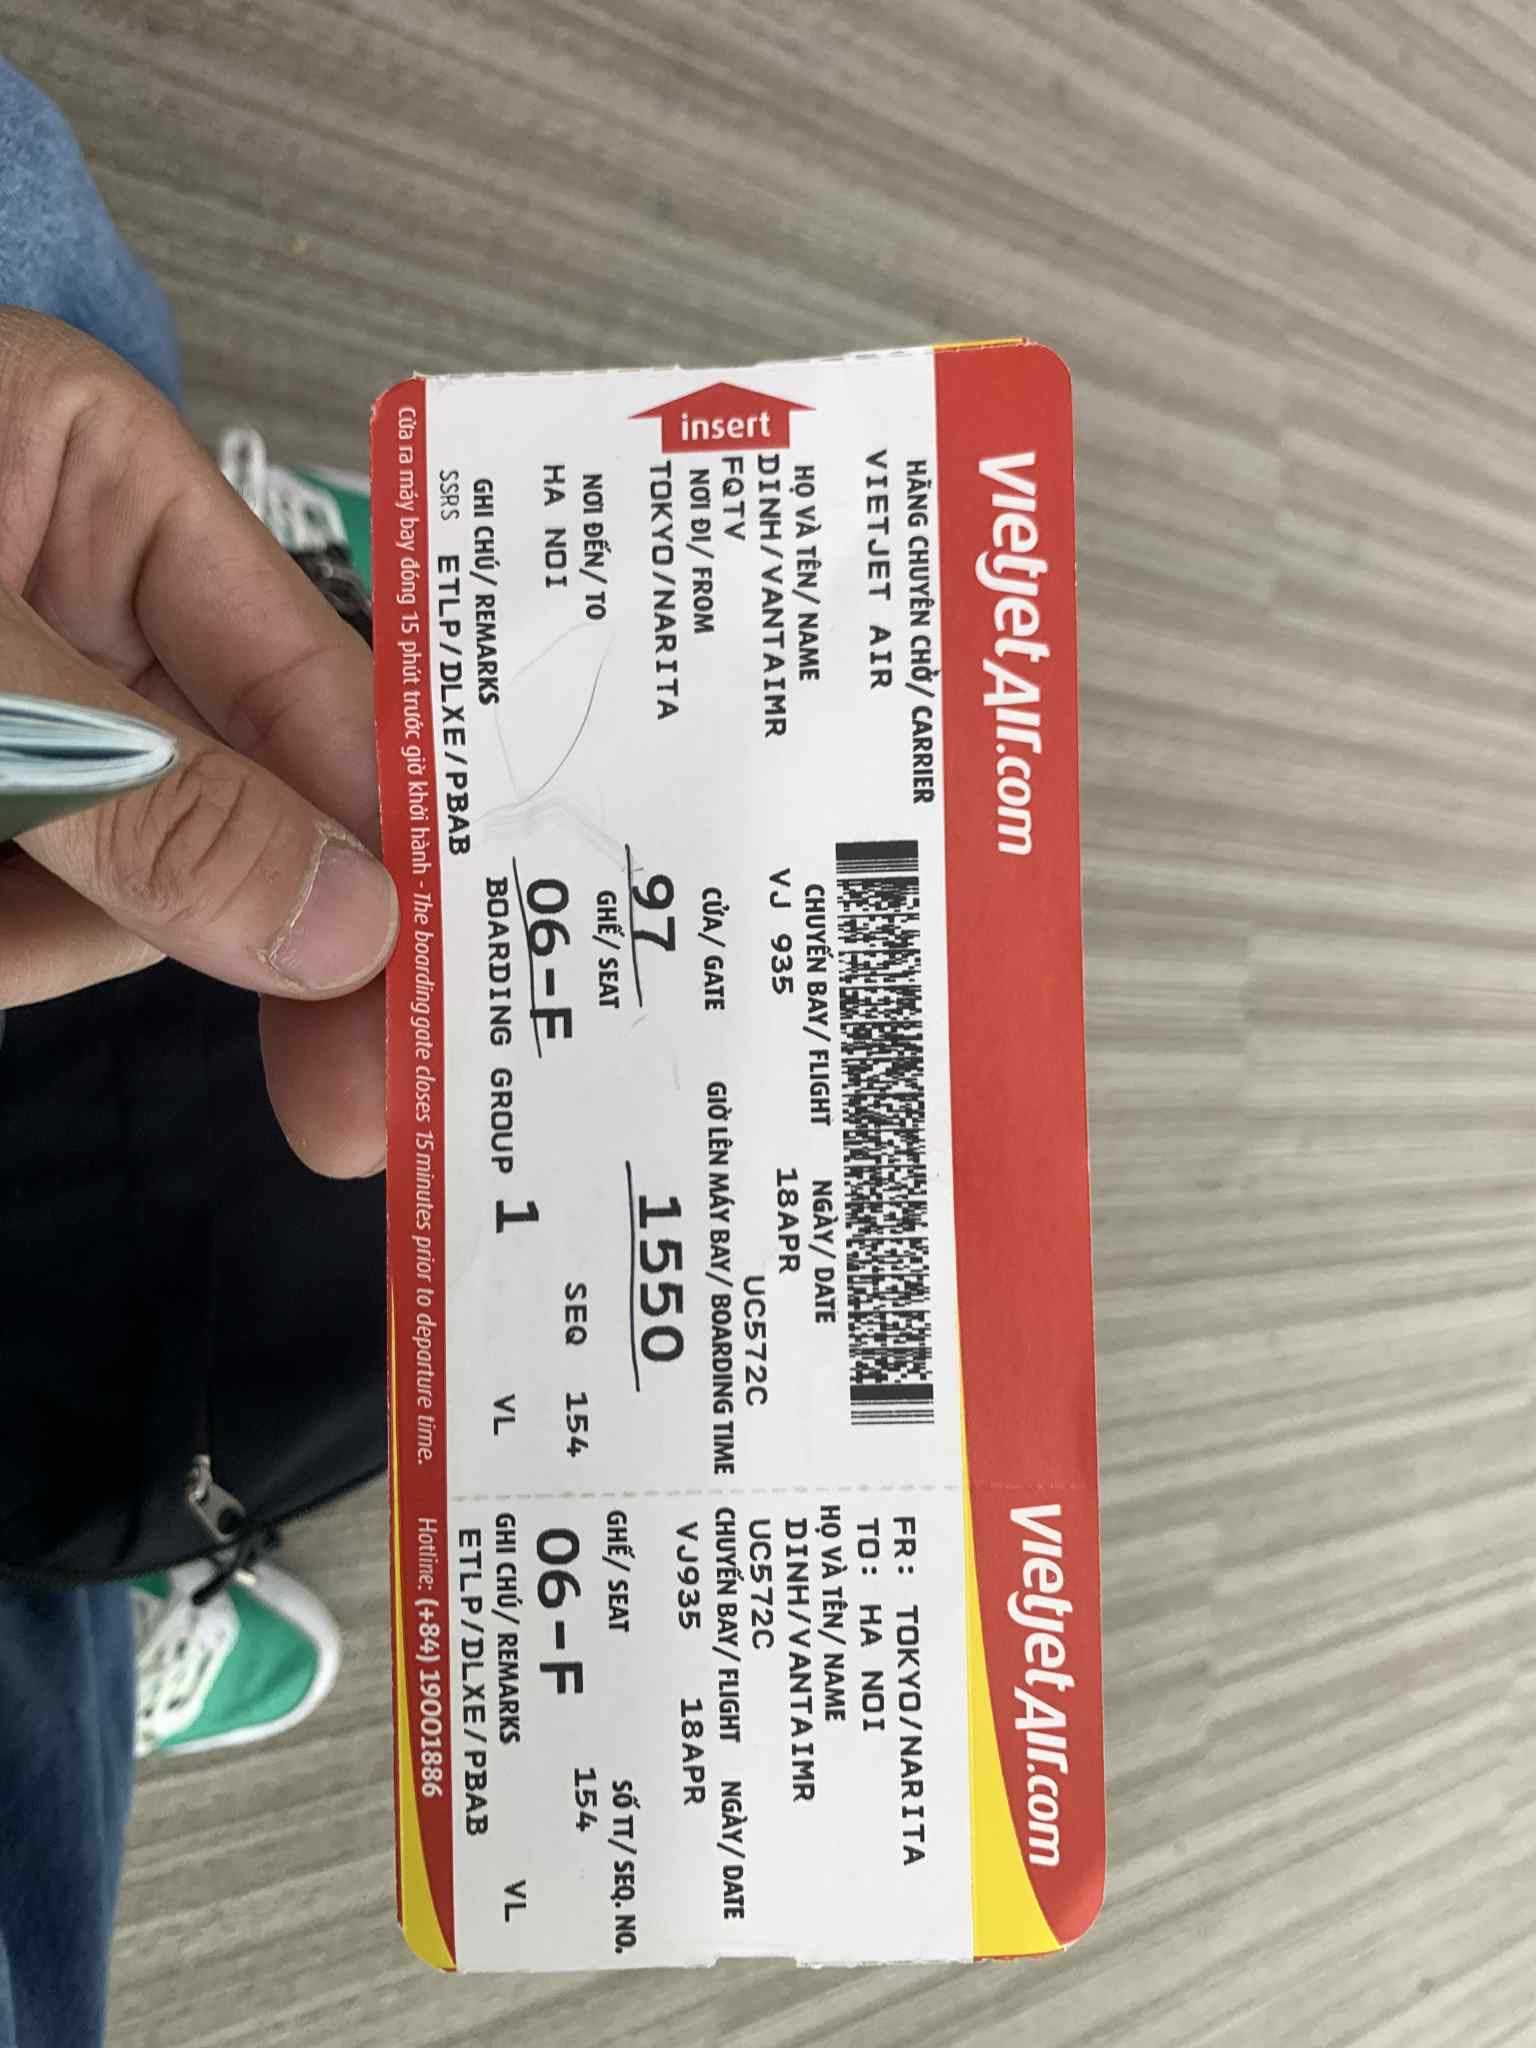 vietjetAir.com
HÃNG CHUYÊN CHỞ/ CARRIER
VIETJET AIR
HỌ VÀ TÊN/ NAME
CHUYẾN BAY/ FLIGHT
NGÀY/ DATE
DINH/VANTAIMR
VJ 935
18APR
FQTV
UC572C
NƠI ĐI/ FROM
CỬA/ GATE
GIỜ LÊN MÁY BAY/ BOARDING TIME
TOKYO/NARITA
97
1550
NƠI ĐẾN/ TO
GHẾ/ SEAT
HA NOI
06-F
SEQ 154
GHI CHÚ/ REMARKS
BOARDING GROUP 1
VL
SSRS ETLP/DLXE/PBAB
insert
Cửa ra máy bay đóng 15 phút trước giờ khởi hành - The boarding gate closes 15 minutes prior to departure time.
Hotline: (+84) 19001886
vietjetAir.com
FR: TOKYO/NARITA
TO: HA NOI
HỌ VÀ TÊN/ NAME
DINH/VANTAIMR
UC572C
CHUYẾN BAY/ FLIGHT NGÀY/ DATE
VJ935 18APR
GHẾ/ SEAT
SỐ TT/ SEQ. NO.
06-F
154
GHI CHÚ/ REMARKS
VL
ETLP/DLXE/PBAB